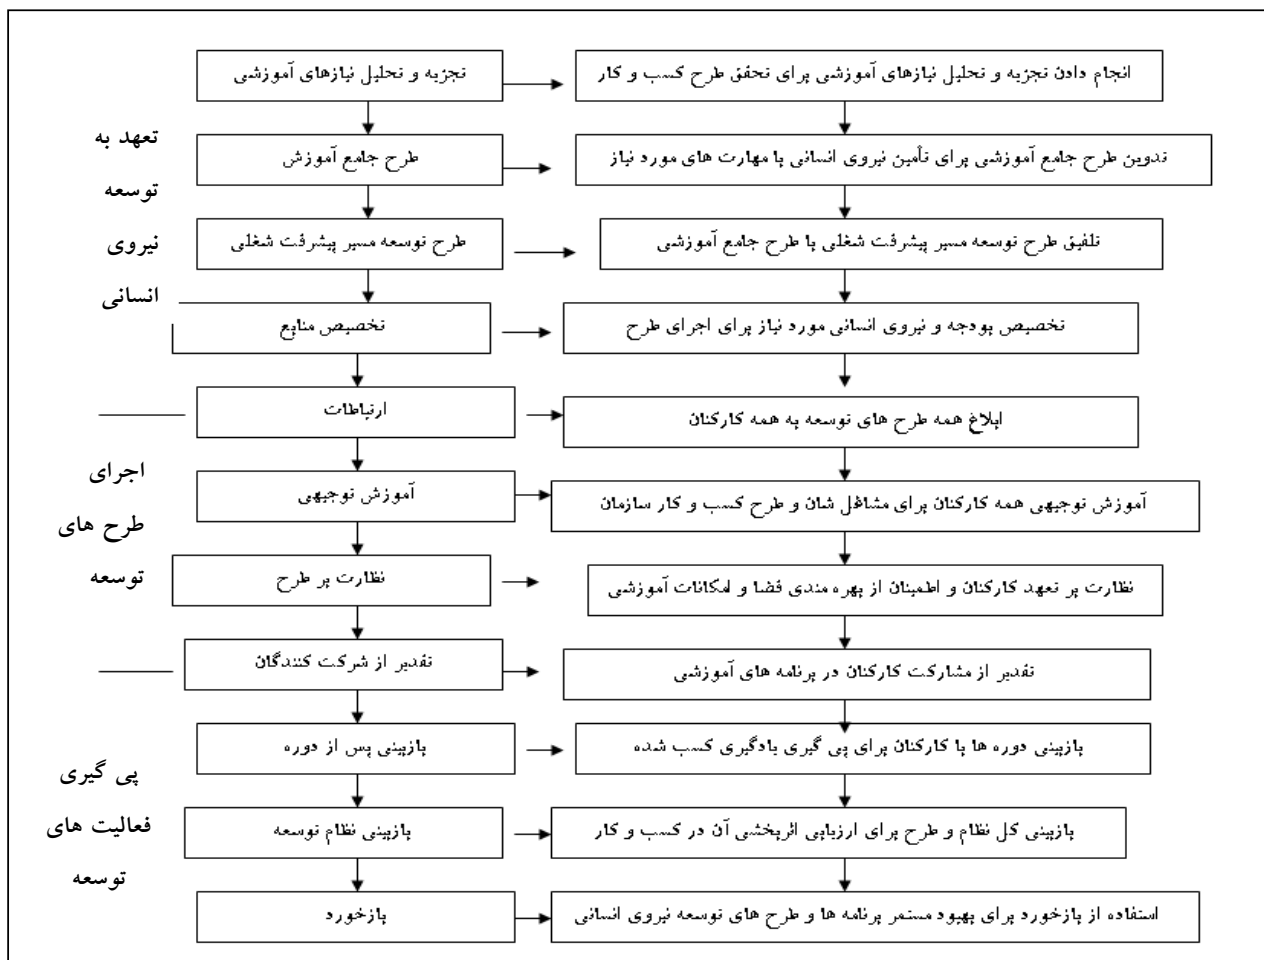 تجزیه و تحلیل نیازهای آموزشی
انجام دادن تجزیه و تحلیل نیازهای آموزشی برای تحقق طرح کسب و کار
تعهد به
توسعه
نیروی
انسانی
طرح جامع آموزش
تدوین طرح جامع آموزشی برای تأمین نیروی انسانی با مهارت های مورد نیاز
طرح توسعه مسیر پیشرفت شغلی
تلفیق طرح توسعه مسیر پیشرفت شغلی با طرح جامع آموزشی
تخصیص منابع
تخصیص بودجه و نیروی انسانی مورد نیاز برای اجرای طرح
ارتباطات
ابلاغ همه طرح های توسعه به همه کارکنان
اجرای
طرح های
توسعه
آموزش توجیهی
آموزش توجیهی همه کارکنان برای مشاغل شان و طرح کسب و کار سازمان
نظارت بر طرح
نظارت بر تعهد کارکنان و اطمینان از بهره مندی فضا و امکانات آموزشی
تقدیر از شرکت کنندگان
تقدیر از مشارکت کارکنان در برنامه های آموزشی
پی گیری
فعالیت های
توسعه
بازبینی پس از دوره
بازبینی دوره ها با کارکنان برای پی گیری یادگیری کسب شده
بازبینی نظام توسعه
بازبینی کل نظام و طرح برای ارزیابی اثربخشی آن در کسب و کار
بازخورد
استفاده از بازخورد برای بهبود مستمر برنامه ها و طرح های توسعه نیروی انسانی